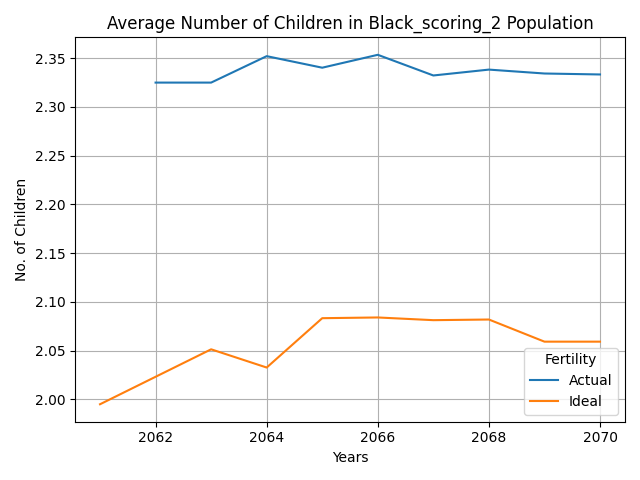 Average Number of Children in Black_scoring_2 Population
2.35
2.30
2.25
2.20
2.15
2.10
2.05
2.00
No. of Children
Fertility
Actual
Ideal
2062 2064 2066 2068 2070
Years